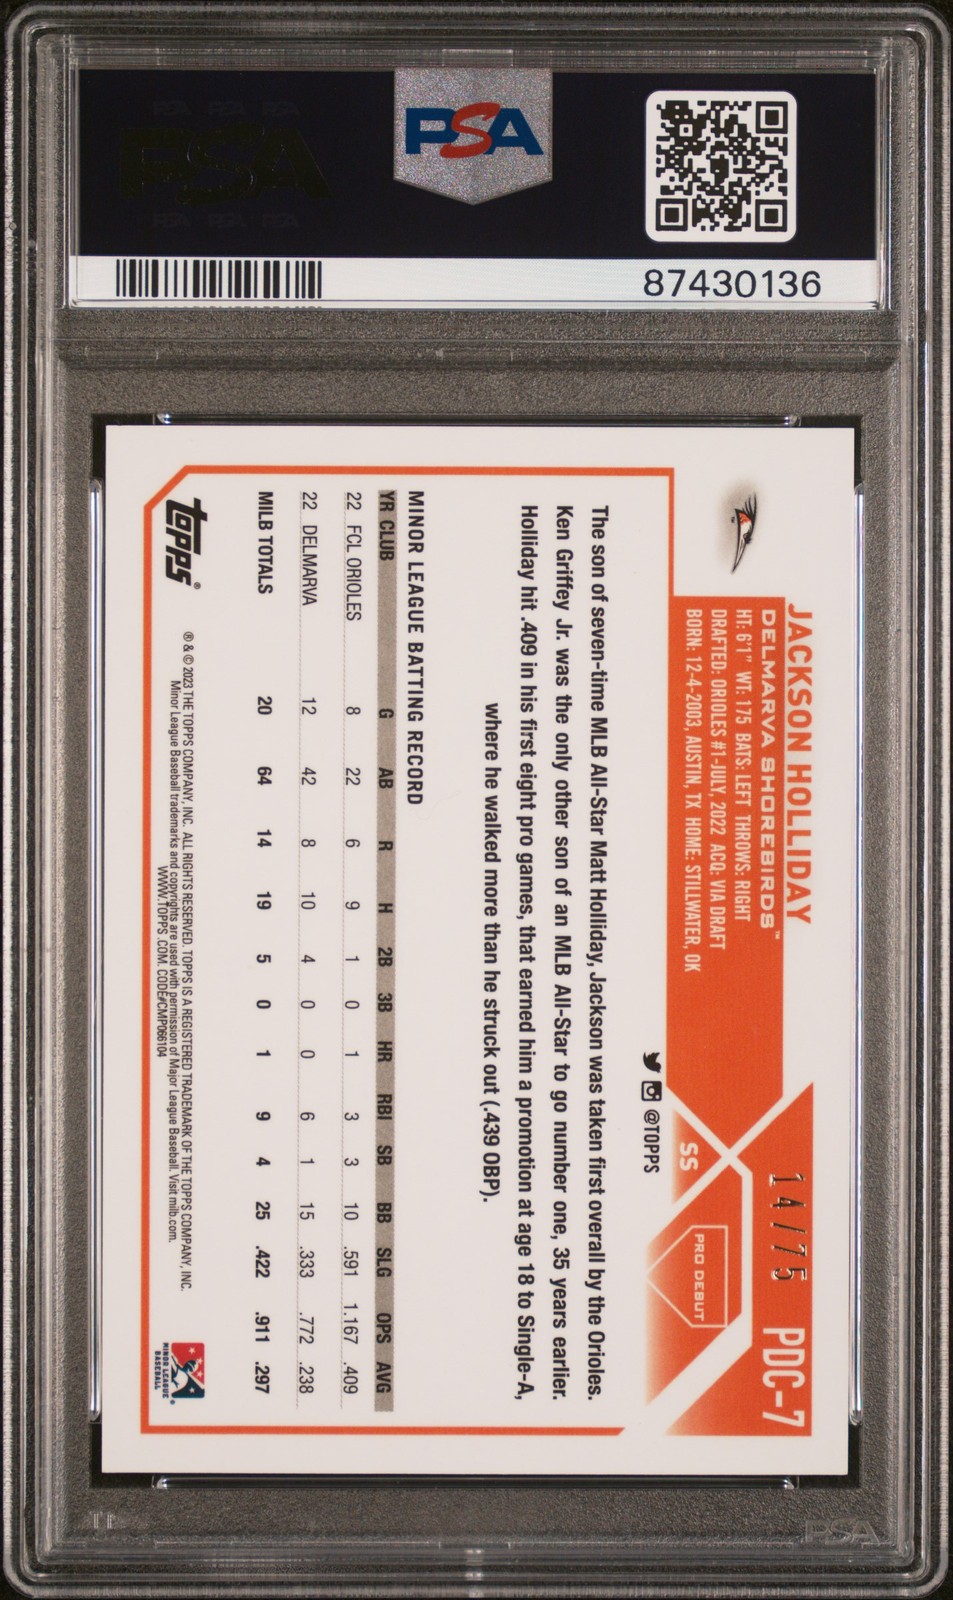 PSA
87430136
JACKSON HOLLIDAY
DELMARVA SHOREBIRDS™
HT: 6'1" WT: 175 BATS: LEFT THROWS: RIGHT
DRAFTED: ORIOLES #1-JULY, 2022 ACQ: VIA DRAFT
BORN: 12-4-2003, AUSTIN, TX HOME: STILLWATER, OK
14/75
PDC-7
SS
PRO DEBUT
@TOPPS
The son of seven-time MLB All-Star Matt Holliday, Jackson was taken first overall by the Orioles.
Ken Griffey Jr. was the only other son of an MLB All-Star to go number one, 35 years earlier.
Holliday hit .409 in his first eight pro games, that earned him a promotion at age 18 to Single-A,
where he walked more than he struck out (.439 OBP).
MINOR LEAGUE BATTING RECORD
YR CLUB G AB R H 2B 3B HR RBI SB BB SLG OPS AVG
22 FCL ORIOLES 8 22 6 9 1 0 1 3 3 10 .591 1.167 .409
22 DELMARVA 12 42 8 10 4 0 0 6 1 15 .333 .772 .238
MILB TOTALS 20 64 14 19 5 0 1 9 4 25 .422 .911 .297
topps®
® & © 2023 THE TOPPS COMPANY, INC. ALL RIGHTS RESERVED. TOPPS IS A REGISTERED TRADEMARK OF THE TOPPS COMPANY, INC.
Minor League Baseball trademarks and copyrights are used with permission of Major League Baseball. Visit milb.com.
WWW.TOPPS.COM. CODE#CMP066104
MINOR LEAGUE
BASEBALL
PSA